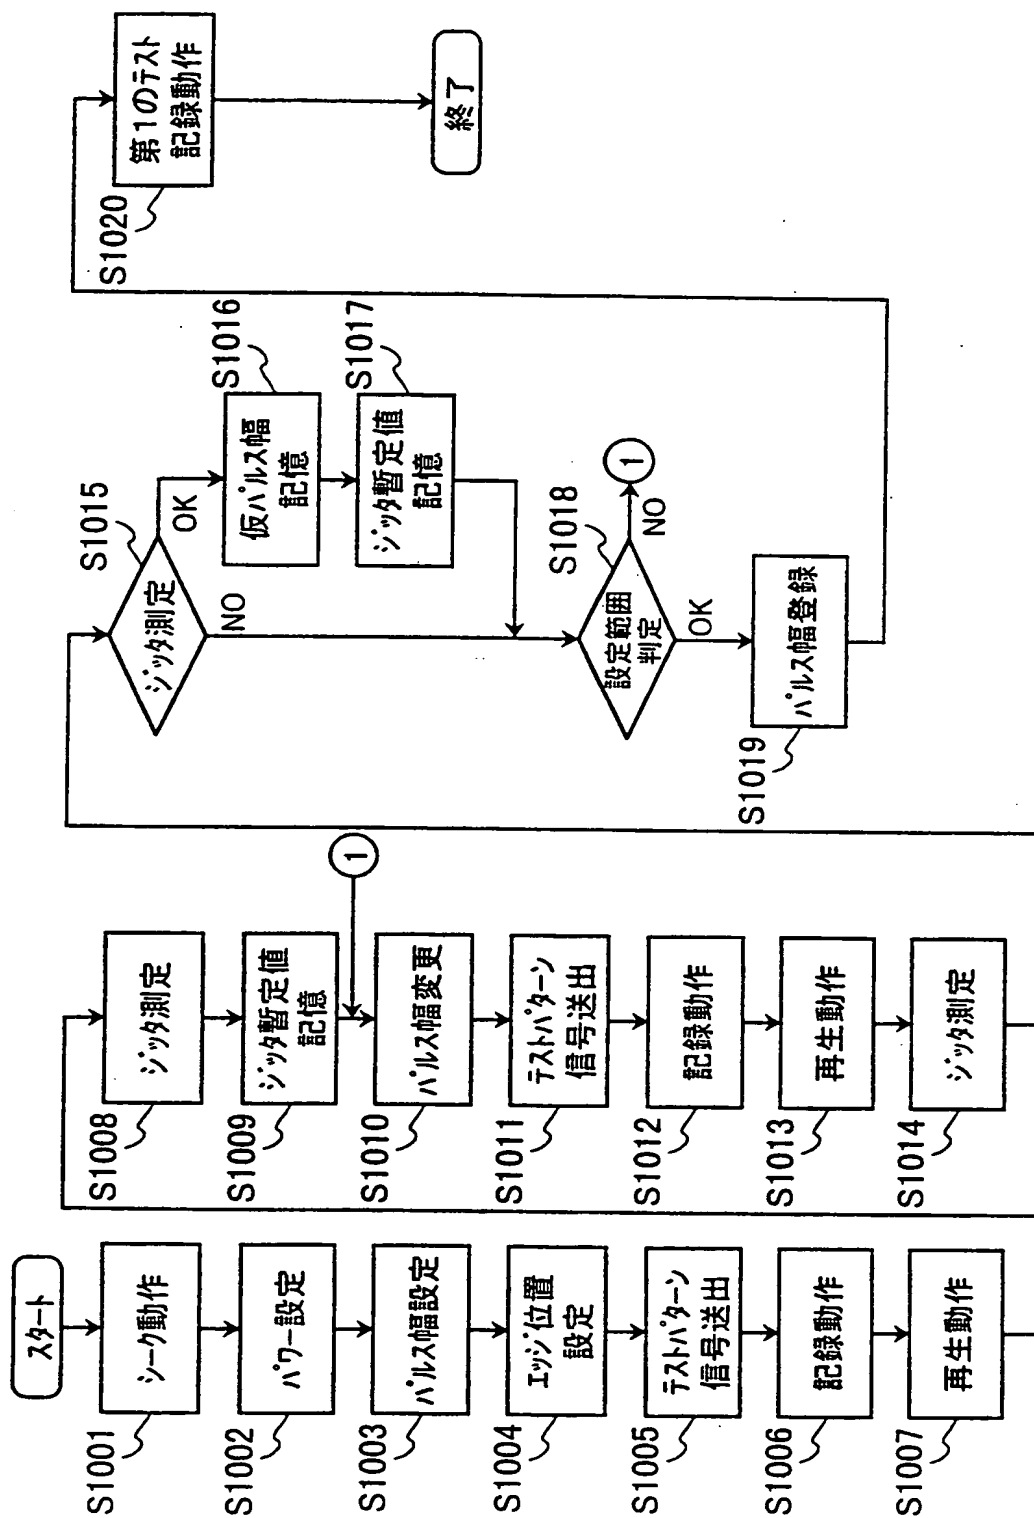 スタート
S1001
シーク動作
S1002
パワー設定
S1003
パルス幅設定
S1004
エッジ位置
設定
S1005
テストパターン
信号送出
S1006
記録動作
S1007
再生動作
S1008
ジッタ測定
S1009
ジッタ暫定値
記憶
1
S1010
パルス幅変更
S1011
テストパターン
信号送出
S1012
記録動作
S1013
再生動作
S1014
ジッタ測定
S1015
ジッタ測定
OK
NO
S1016
仮パルス幅
記憶
S1017
ジッタ暫定値
記憶
S1018
設定範囲
判定
NO
1
OK
S1019
パルス幅登録
S1020
第1のテスト
記録動作
終了